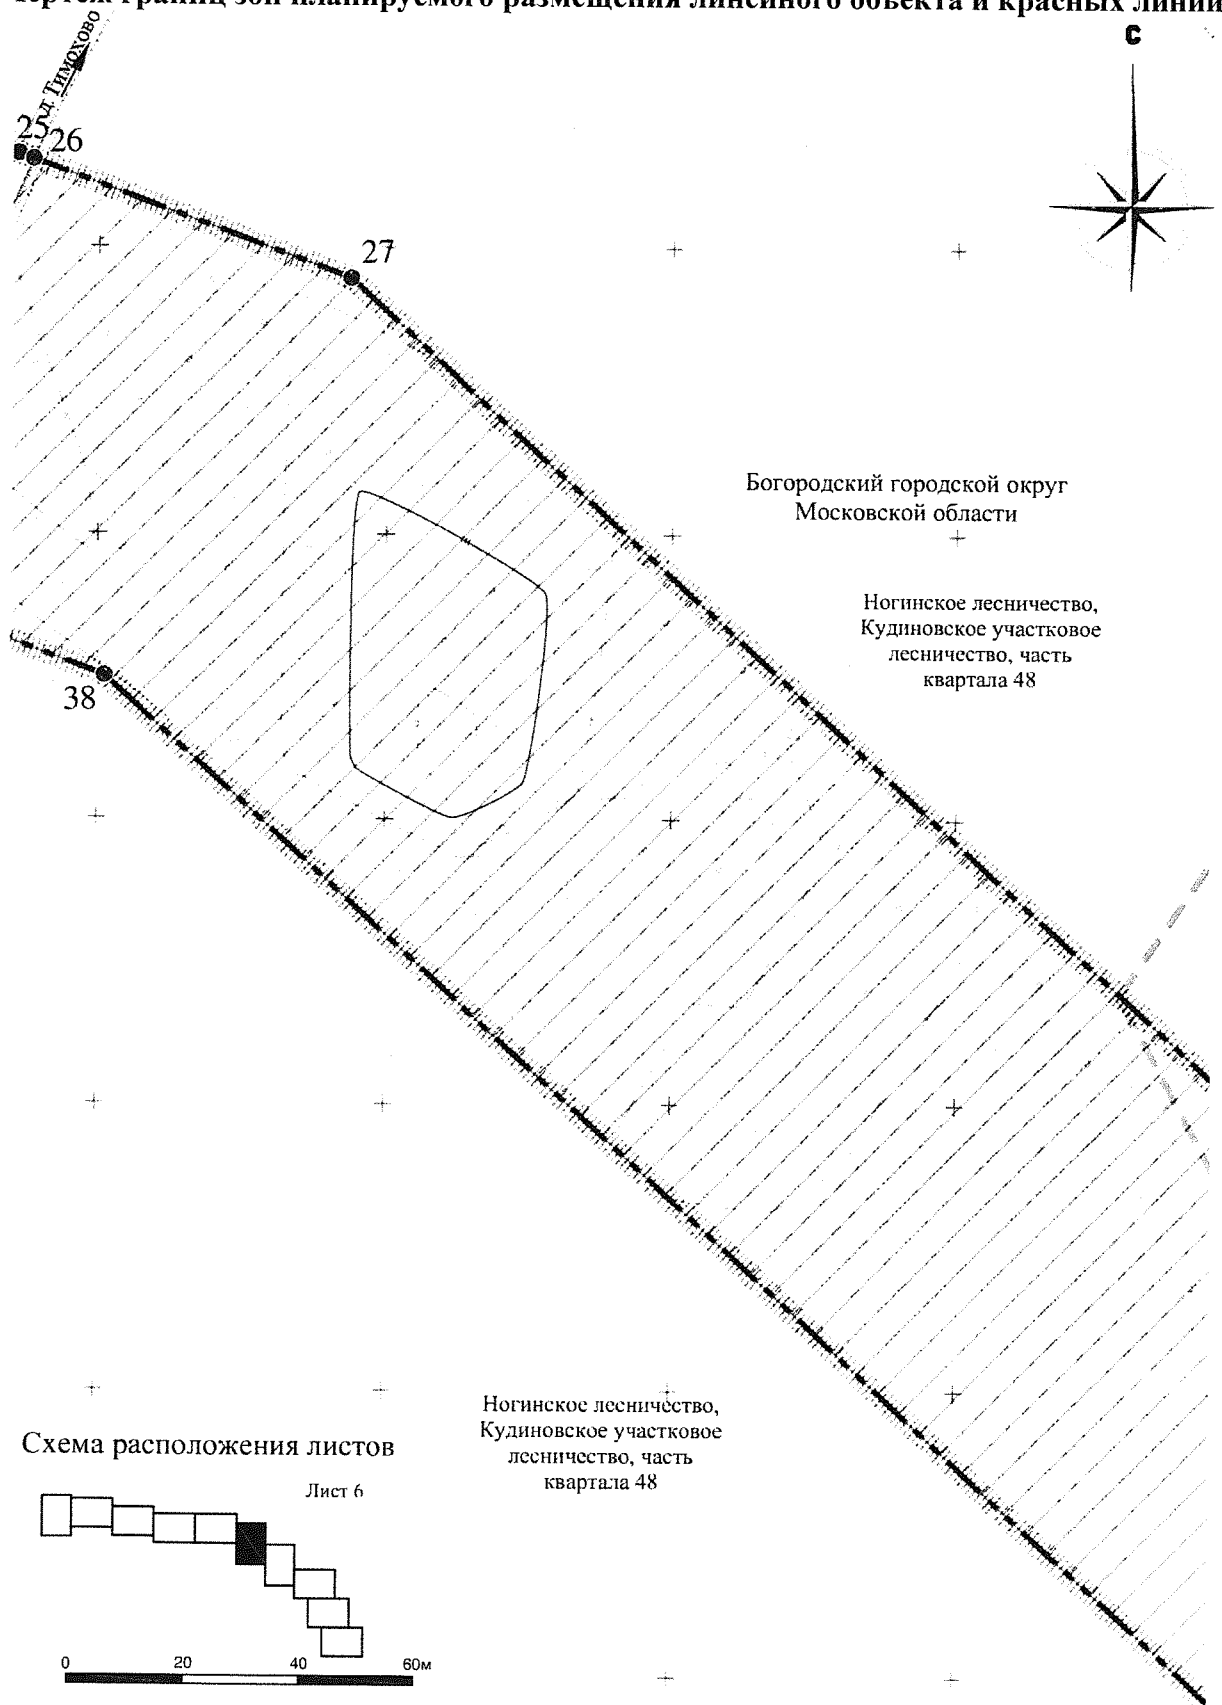 чертеж границ зон планируемого размещения линейного объекта и красных линий
С
д. Тимохово
25
26
27
Богородский городской округ
Московской области
Ногинское лесничество,
Кудиновское участковое
лесничество, часть
квартала 48
38
Ногинское лесничество,
Кудиновское участковое
лесничество, часть
квартала 48
Схема расположения листов
Лист 6
0 20 40 60м